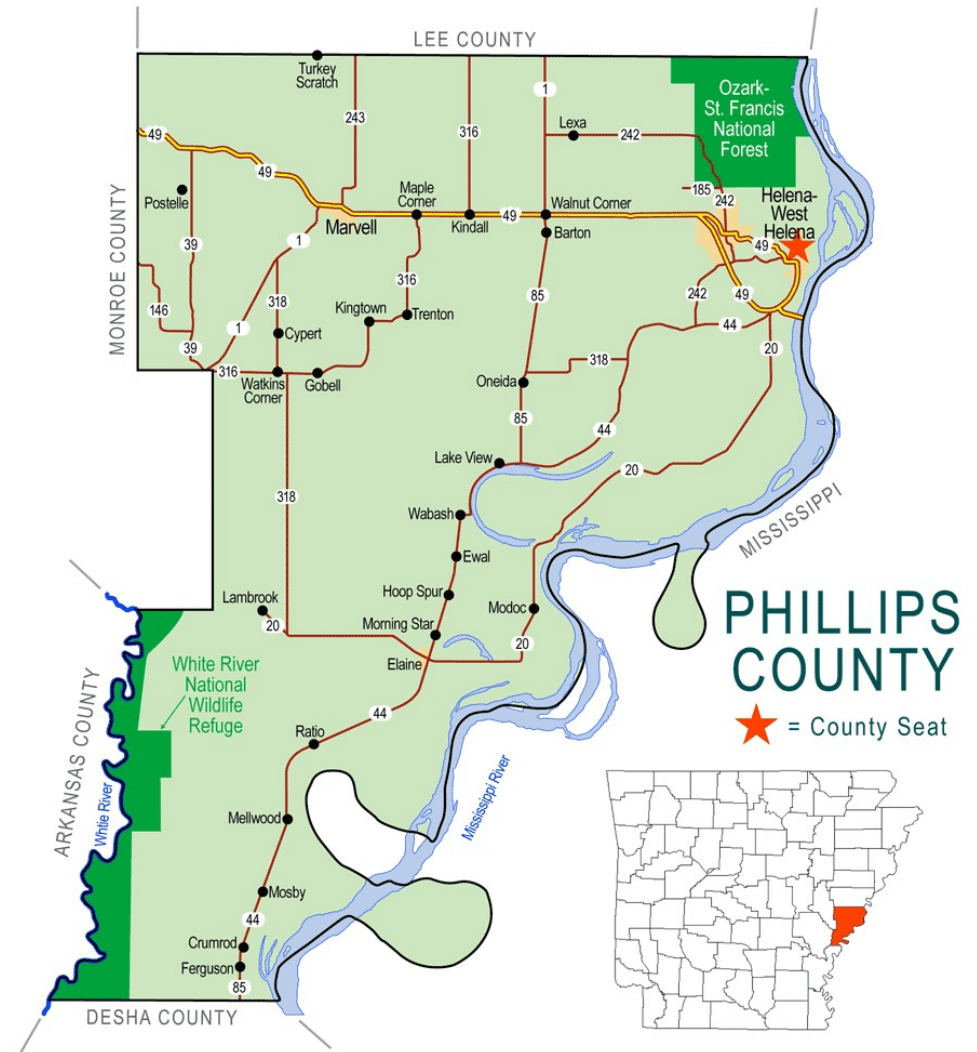 LEE COUNTY
Turkey
Scratch
243
316
1
Lexa
242
Ozark-
St. Francis
National
Forest
49
49
Postelle
Maple
Corner
Marvell
Kindall
49
Walnut Corner
Barton
185
242
Helena-
West
Helena
49
MONROE COUNTY
39
1
146
318
316
85
242
49
1
Cypert
Kingtown
Trenton
44
20
39
316
Watkins
Corner
Gobell
318
Oneida
85
44
Lake View
20
318
Wabash
MISSISSIPPI
Ewal
Hoop Spur
Lambrook
20
Morning Star
Modoc
20
Elaine
PHILLIPS
COUNTY
= County Seat
White River
National
Wildlife
Refuge
ARKANSAS COUNTY
Whtie River
44
Ratio
Mississippi River
Mellwood
Mosby
44
Crumrod
Ferguson
85
DESHA COUNTY